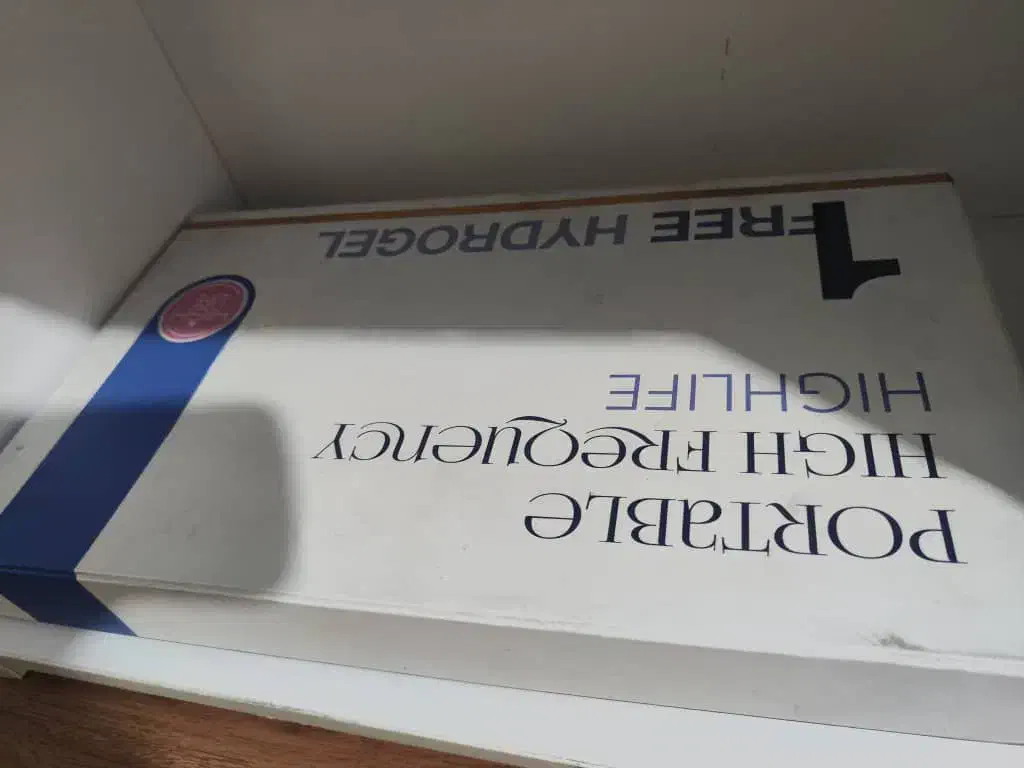 PORTaBLe
HIGH FReQUeNCY
HIGHLIFE
1 FREE HYDROGEL